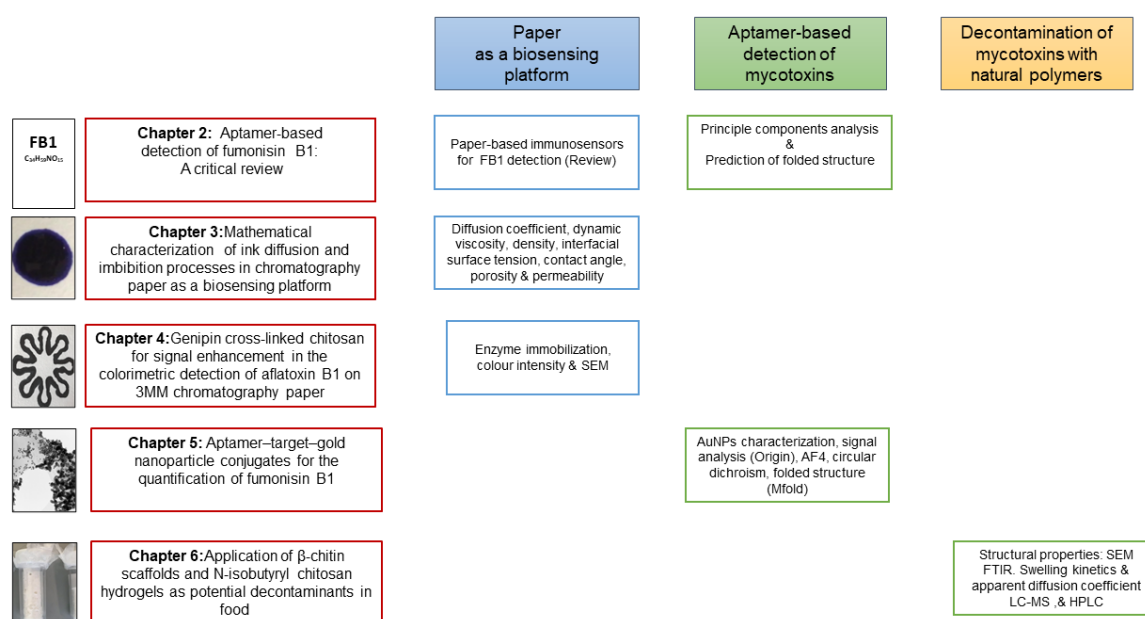 Paper
as a biosensing
platform
Aptamer-based
detection of
mycotoxins
Decontamination of
mycotoxins with
natural polymers
FB1
C₃₄H₅₉NO₁₅
Chapter 2: Aptamer-based
detection of fumonisin B1:
A critical review
Paper-based immunosensors
for FB1 detection (Review)
Principle components analysis
&
Prediction of folded structure
Chapter 3:Mathematical
characterization of ink diffusion and
imbibition processes in chromatography
paper as a biosensing platform
Diffusion coefficient, dynamic
viscosity, density, interfacial
surface tension, contact angle,
porosity & permeability
Chapter 4:Genipin cross-linked chitosan
for signal enhancement in the
colorimetric detection of aflatoxin B1 on
3MM chromatography paper
Enzyme immobilization,
colour intensity & SEM
Chapter 5: Aptamer–target–gold
nanoparticle conjugates for the
quantification of fumonisin B1
AuNPs characterization, signal
analysis (Origin), AF4, circular
dichroism, folded structure
(Mfold)
Chapter 6:Application of β-chitin
scaffolds and N-isobutyryl chitosan
hydrogels as potential decontaminants in
food
Structural properties: SEM
FTIR. Swelling kinetics &
apparent diffusion coefficient
LC-MS ,& HPLC